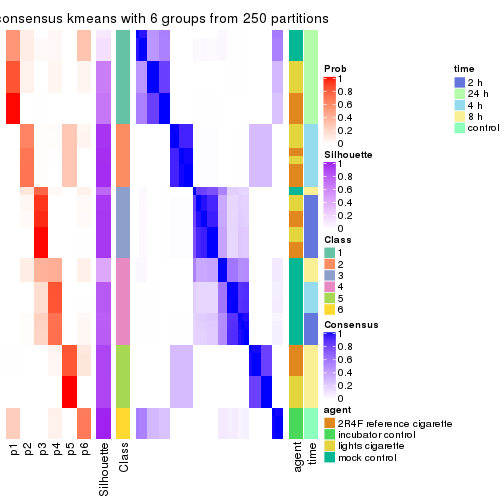 consensus kmeans with 6 groups from 250 partitions
Prob
1
0.8
0.6
0.4
0.2
0
Silhouette
1
0.8
0.6
0.4
0.2
0
Class
1
2
3
4
5
6
Consensus
1
0.8
0.6
0.4
0.2
0
agent
2R4F reference cigarette
incubator control
lights cigarette
mock control
time
2 h
24 h
4 h
8 h
control
p1
p2
p3
p4
p5
p6
Silhouette
Class
agent
time